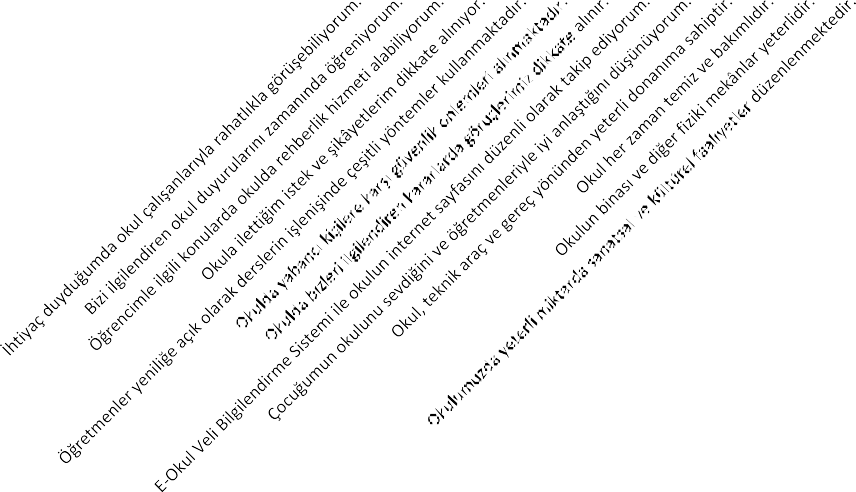 İhtiyaç duyduğumda okul çalışanlarıyla rahatlıkla görüşebiliyorum.
Bizi ilgilendiren okul duyurularını zamanında öğreniyorum.
Öğrencimle ilgili konularda okulda rehberlik hizmeti alabiliyorum.
Okula ilettiğim istek ve şikâyetlerim dikkate alınıyor.
Öğretmenler yeniliğe açık olarak derslerin işlenişinde çeşitli yöntemler kullanmaktadır.
Okulda yabancı kişilere karşı güvenlik önlemleri alınmaktadır.
Okulda bizleri ilgilendiren kararlarda görüşlerimiz dikkate alınır.
E-Okul Veli Bilgilendirme Sistemi ile okulun internet sayfasını düzenli olarak takip ediyorum.
Çocuğumun okulunu sevdiğini ve öğretmenleriyle iyi anlaştığını düşünüyorum.
Okul, teknik araç ve gereç yönünden yeterli donanıma sahiptir.
Okul her zaman temiz ve bakımlıdır.
Okulun binası ve diğer fiziki mekânlar yeterlidir.
Okulumuzda yeterli miktarda sanatsal ve kültürel faaliyetler düzenlenmektedir.